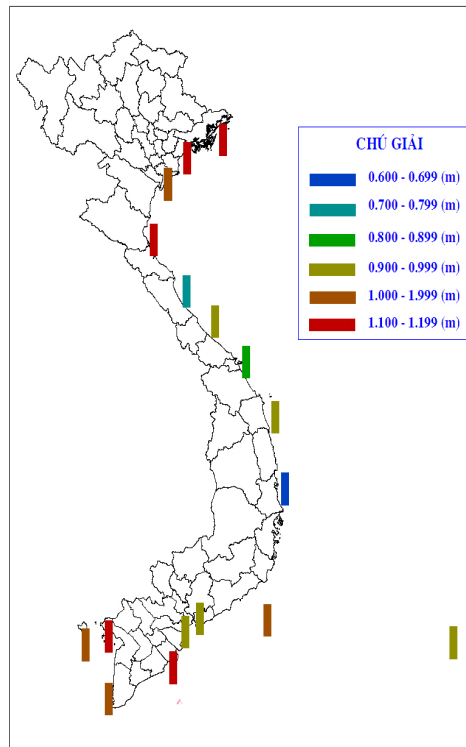 CHÚ GIẢI
0.600 - 0.699 (m)
0.700 - 0.799 (m)
0.800 - 0.899 (m)
0.900 - 0.999 (m)
1.000 - 1.999 (m)
1.100 - 1.199 (m)